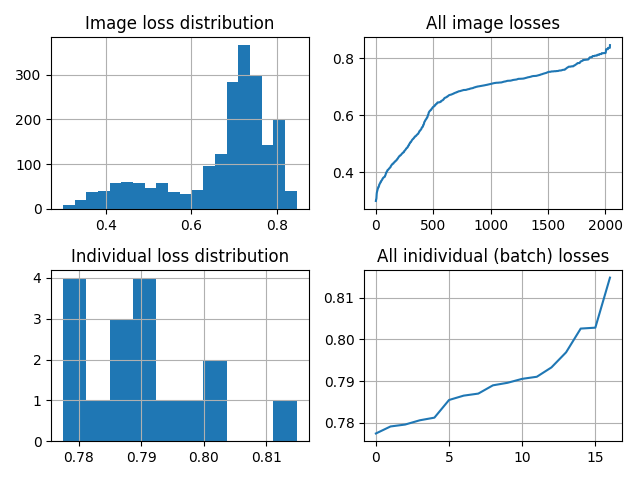 Image loss distribution
300
200
100
0
0.4 0.6 0.8
All image losses
0.8
0.6
0.4
0 500 1000 1500 2000
Individual loss distribution
4
3
2
1
0
0.78 0.79 0.80 0.81
All inidividual (batch) losses
0.81
0.80
0.79
0.78
0 5 10 15